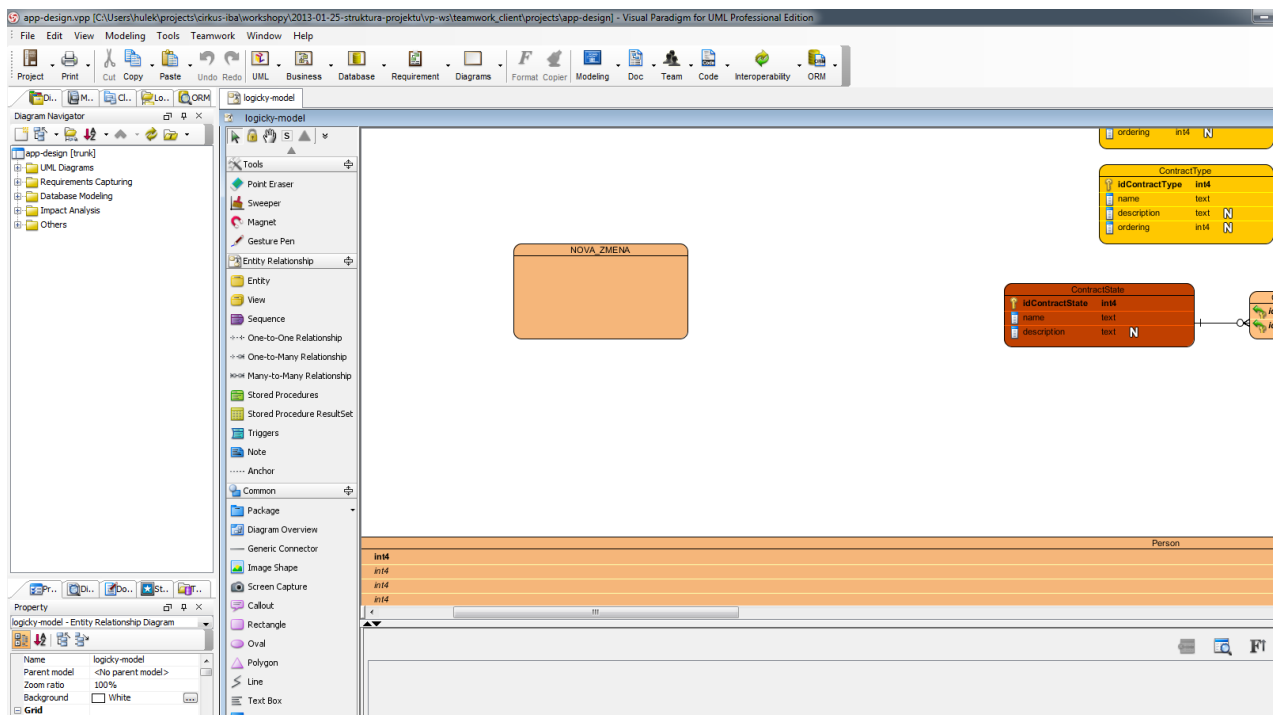 app-design.vpp [C:\Users\hulek\projects\cirkus-iba\workshopy\2013-01-25-struktura-projektu\vp-ws\teamwork_client\projects\app-design] - Visual Paradigm for UML Professional Edition
File Edit View Modeling Tools Teamwork Window Help
Project Print Cut Copy Paste Undo Redo UML Business Database Requirement Diagrams Format Copier Modeling Doc Team Code Interoperability ORM
Di.. M.. Cl.. Lo.. ORM
logicky-model
Diagram Navigator
logicky-model
app-design [trunk]
UML Diagrams
Requirements Capturing
Database Modeling
Impact Analysis
Others
Tools
Point Eraser
Sweeper
Magnet
Gesture Pen
Entity Relationship
Entity
View
Sequence
One-to-One Relationship
One-to-Many Relationship
Many-to-Many Relationship
Stored Procedures
Stored Procedure ResultSet
Triggers
Note
Anchor
Common
Package
Diagram Overview
Generic Connector
Image Shape
Screen Capture
Callout
Rectangle
Oval
Polygon
Line
Text Box
ordering int4 N
ContractType
idContractType int4
name text
description text N
ordering int4 N
NOVA_ZMENA
ContractState
idContractState int4
name text
description text N
Person
int4
int4
int4
int4
Pr.. Di.. Do.. St.. T..
Property
logicky-model - Entity Relationship Diagram
Name logicky-model
Parent model <No parent model>
Zoom ratio 100%
Background White ...
Grid